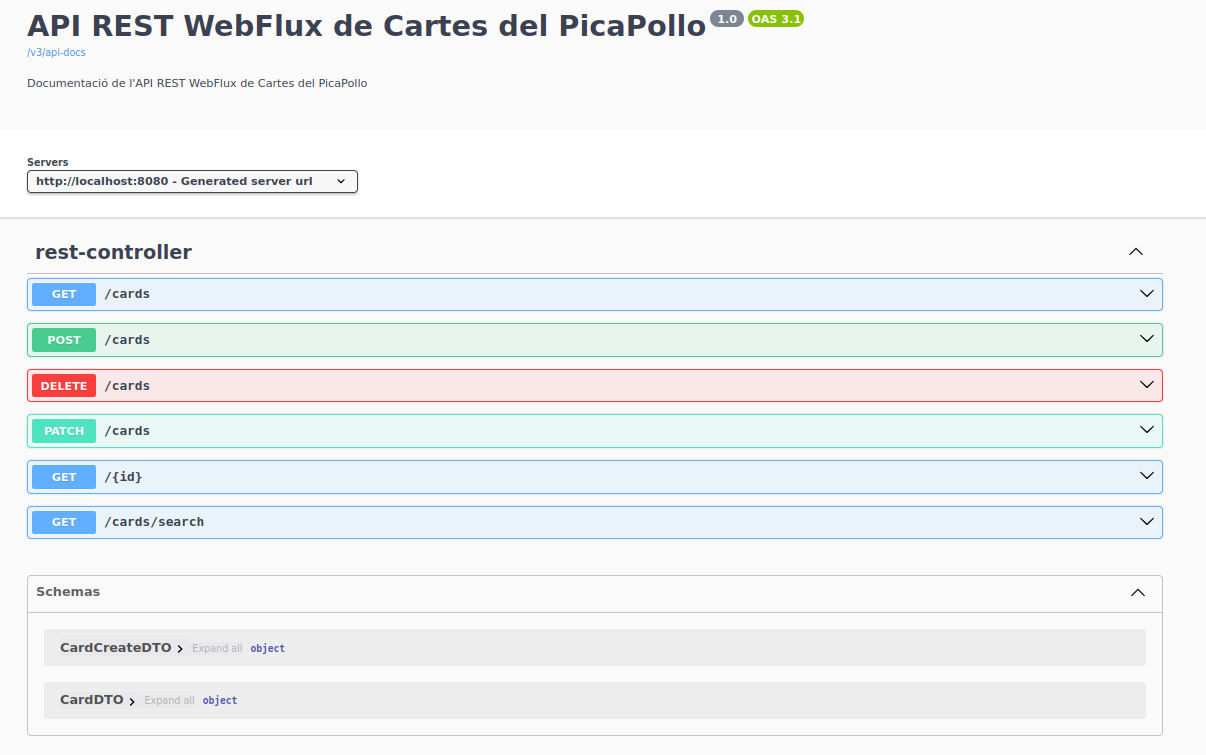 API REST WebFlux de Cartes del PicaPollo 1.0 OAS 3.1
/v3/api-docs
Documentació de l'API REST WebFlux de Cartes del PicaPollo
Servers
http://localhost:8080 - Generated server url
rest-controller
GET /cards
POST /cards
DELETE /cards
PATCH /cards
GET /{id}
GET /cards/search
Schemas
CardCreateDTO Expand all object
CardDTO Expand all object